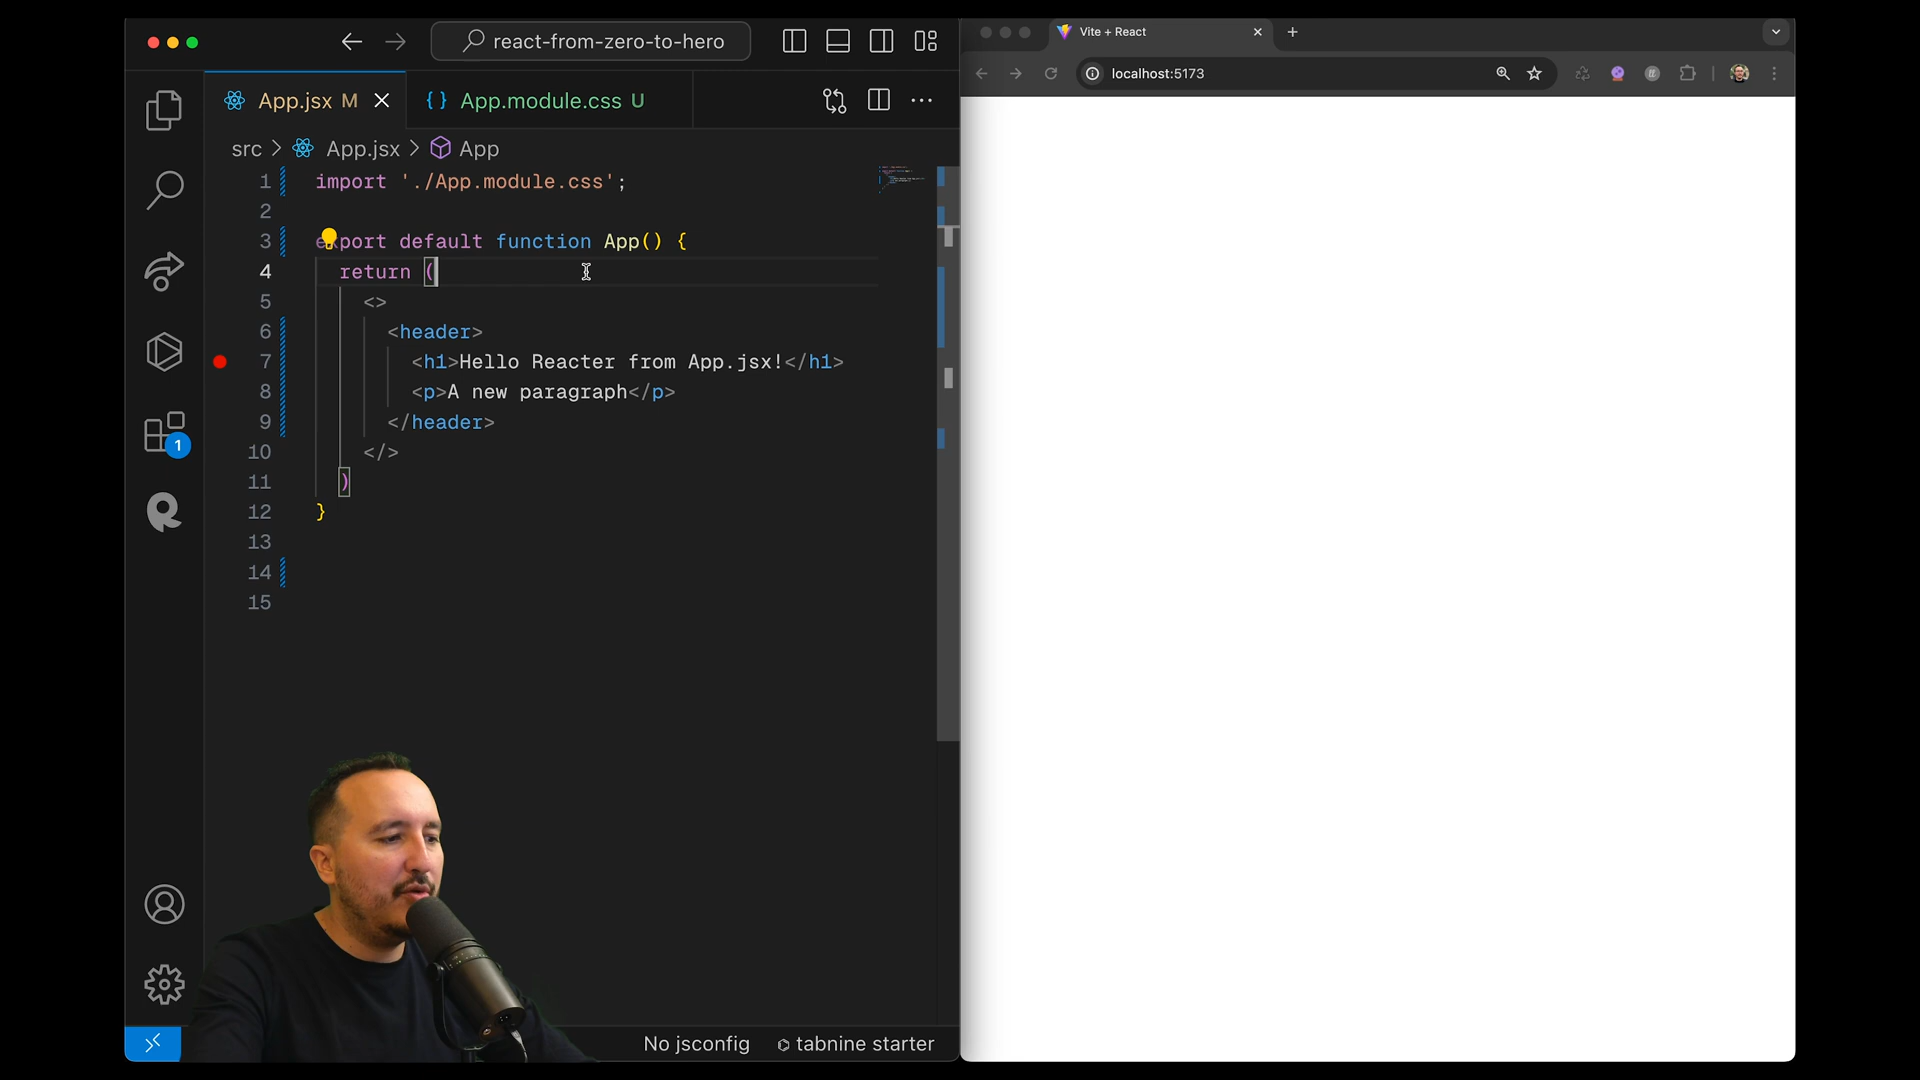 react-from-zero-to-hero
Vite + React
localhost:5173
App.jsx M
{ } App.module.css U
src > App.jsx > App
1 import './App.module.css';
2
3 export default function App() {
4 return (
5 <>
6 <header>
7 <h1>Hello Reacter from App.jsx!</h1>
8 <p>A new paragraph</p>
9 </header>
10 </>
11 )
12 }
13
14
15
1
No jsconfig
tabnine starter